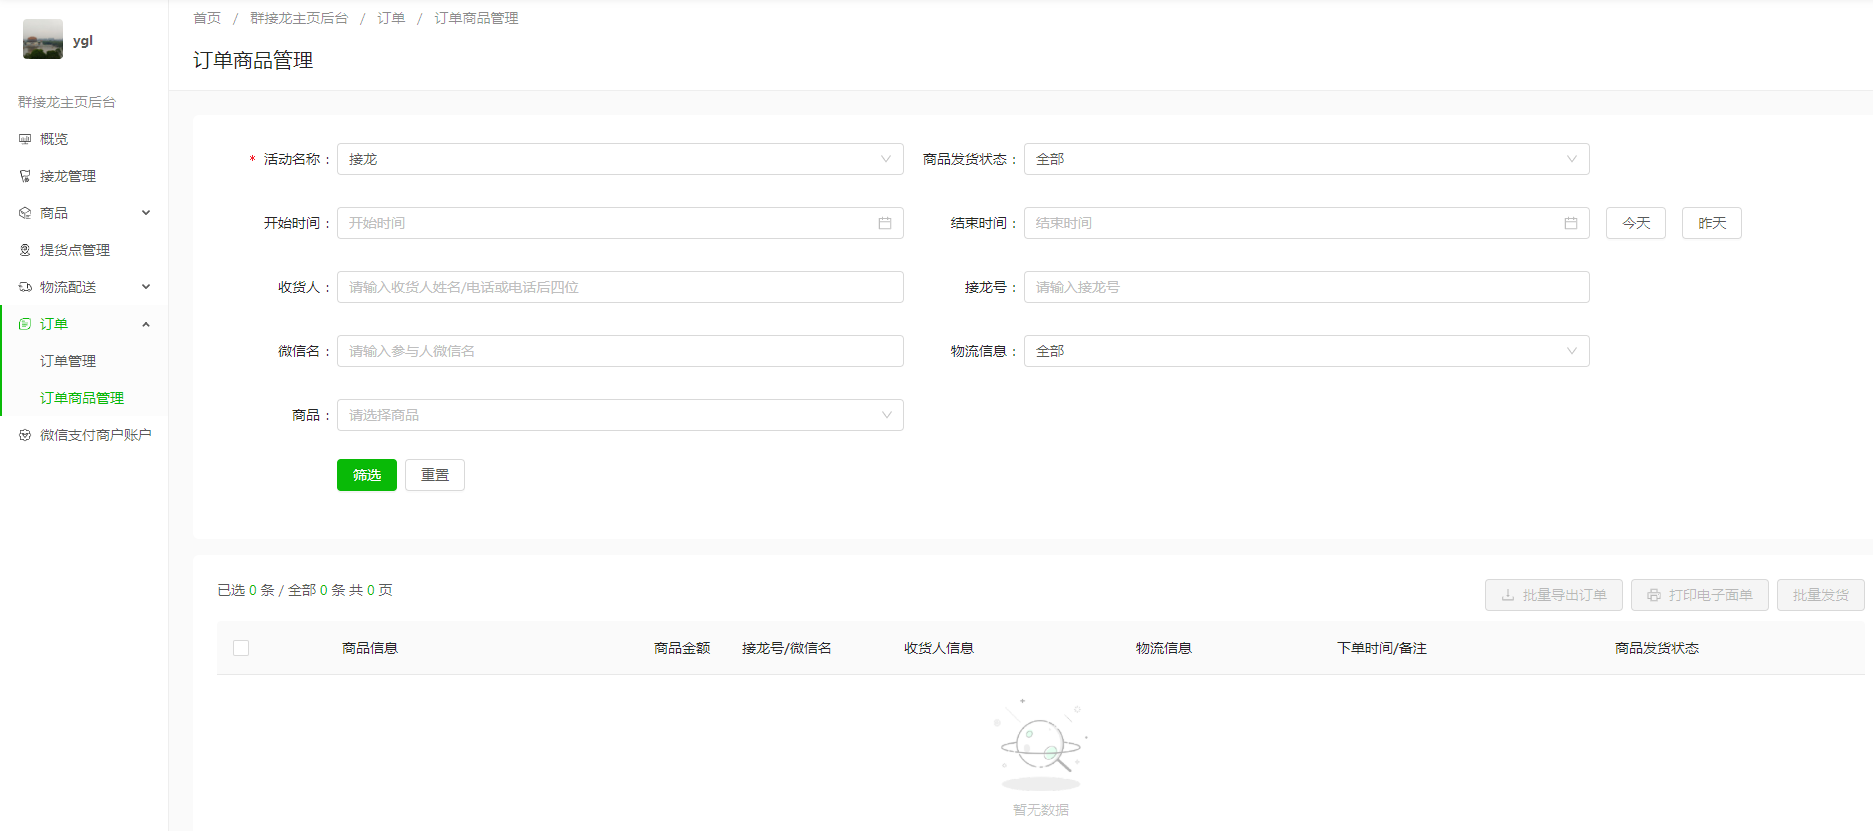 首页 / 群接龙主页后台 / 订单 / 订单商品管理
ygl
订单商品管理
群接龙主页后台
概览
接龙管理
商品
提货点管理
物流配送
订单
订单管理
订单商品管理
微信支付商户账户
* 活动名称 : 接龙 商品发货状态 : 全部
开始时间 : 开始时间 结束时间 : 结束时间 今天 昨天
收货人 : 请输入收货人姓名/电话或电话后四位 接龙号 : 请输入接龙号
微信名 : 请输入参与人微信名 物流信息 : 全部
商品 : 请选择商品
筛选 重置
已选 0 条 / 全部 0 条 共 0 页 批量导出订单 打印电子面单 批量发货
商品信息 商品金额 接龙号/微信名 收货人信息 物流信息 下单时间/备注 商品发货状态
暂无数据